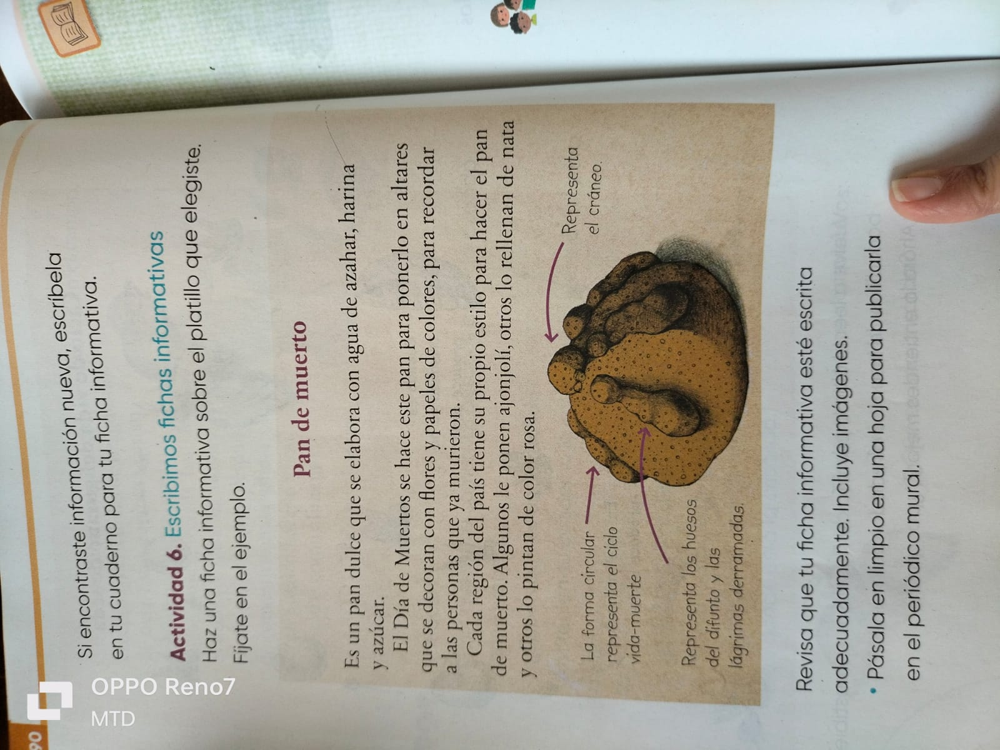 90
Si encontraste información nueva, escríbela
en tu cuaderno para tu ficha informativa.
Actividad 6. Escribimos fichas informativas
Haz una ficha informativa sobre el platillo que elegiste.
Fíjate en el ejemplo.
Pan de muerto
Es un pan dulce que se elabora con agua de azahar, harina
y azúcar.
El Día de Muertos se hace este pan para ponerlo en altares
que se decoran con flores y papeles de colores, para recordar
a las personas que ya murieron.
Cada región del país tiene su propio estilo para hacer el pan
de muerto. Algunos le ponen ajonjolí, otros lo rellenan de nata
y otros lo pintan de color rosa.
Representa
el cráneo.
La forma circular
representa el ciclo
vida-muerte
Representa los huesos
del difunto y las
lágrimas derramadas.
Revisa que tu ficha informativa esté escrita
adecuadamente. Incluye imágenes.
• Pásala en limpio en una hoja para publicarla
en el periódico mural.
OPPO Reno7
MTD